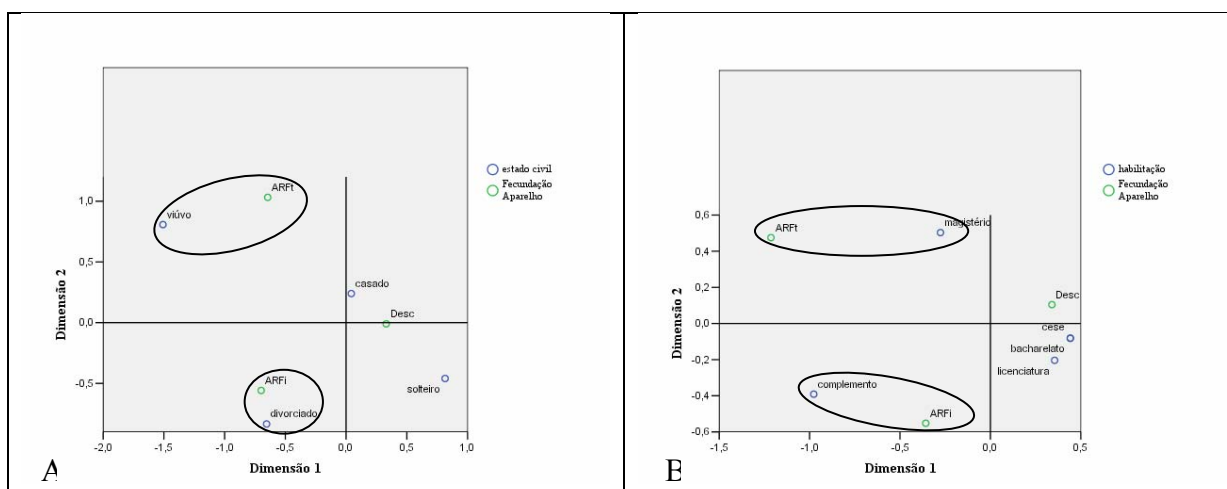 estado civil
Fecundação
Aparelho
ARFt
viúvo
1,0
0,5
casado
Desc
0,0
ARFi
solteiro
-0,5
divorciado
-2,0 -1,5 -1,0 -0,5 0,0 0,5 1,0
Dimensão 1
Dimensão 2
A
habilitação
Fecundação
Aparelho
0,6
magistério
ARFt
0,4
0,2
Desc
0,0
cese
bacharelato
-0,2
licenciatura
complemento
-0,4
ARFi
-0,6
-1,5 -1,0 -0,5 0,0 0,5
Dimensão 1
Dimensão 2
B